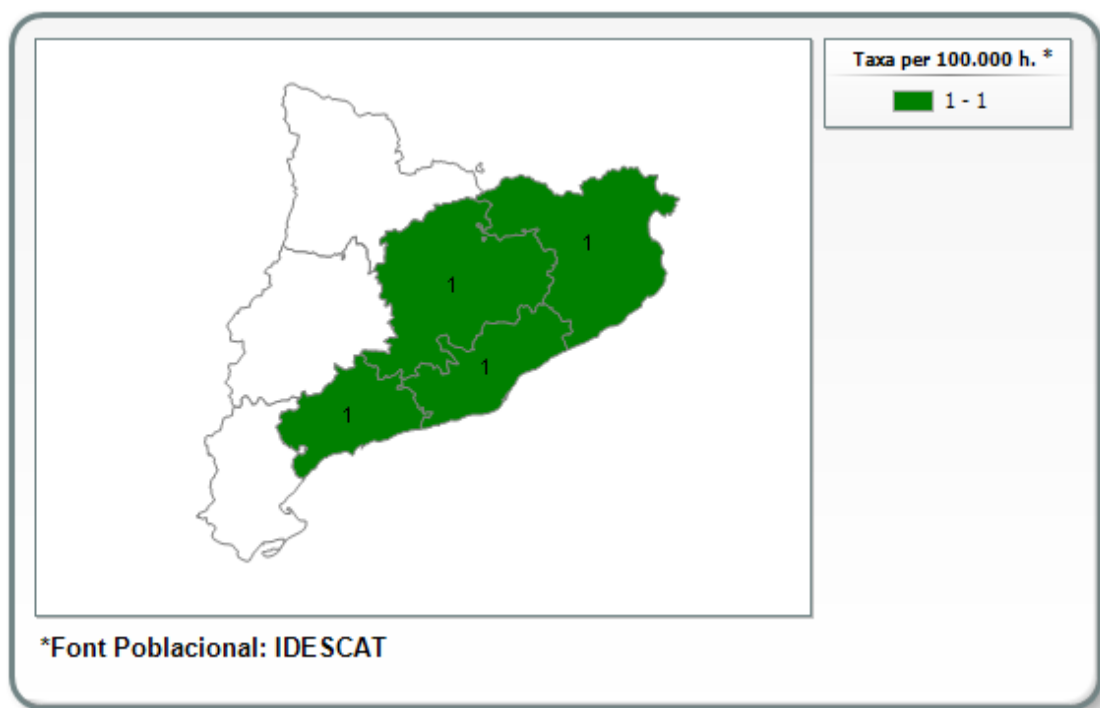 Taxa per 100.000 h. *
1 - 1
1
1
1
1
*Font Poblacional: IDESCAT